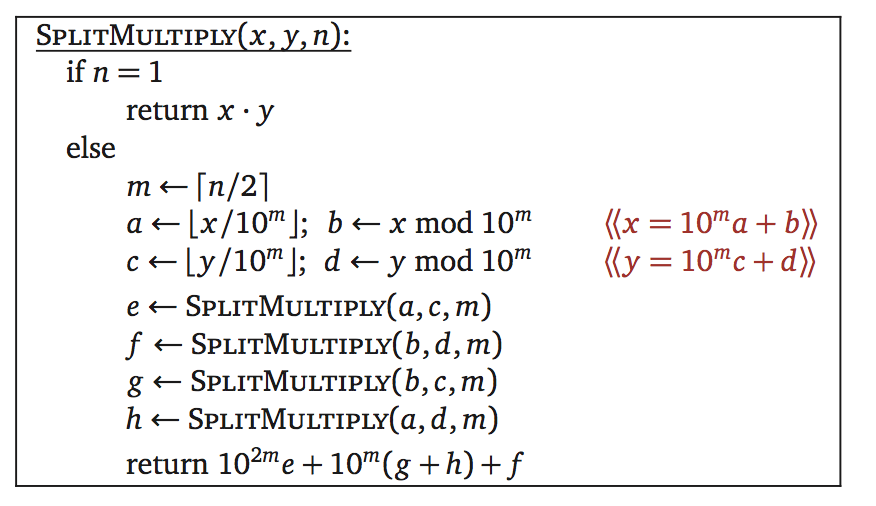 SPLITMULTIPLY(x, y, n):
if n = 1
return x · y
else
m ← ⌈n/2⌉
a ← ⌊x/10^m⌋; b ← x mod 10^m ⟨⟨x = 10^m a + b⟩⟩
c ← ⌊y/10^m⌋; d ← y mod 10^m ⟨⟨y = 10^m c + d⟩⟩
e ← SPLITMULTIPLY(a, c, m)
f ← SPLITMULTIPLY(b, d, m)
g ← SPLITMULTIPLY(b, c, m)
h ← SPLITMULTIPLY(a, d, m)
return 10^{2m} e + 10^m (g + h) + f